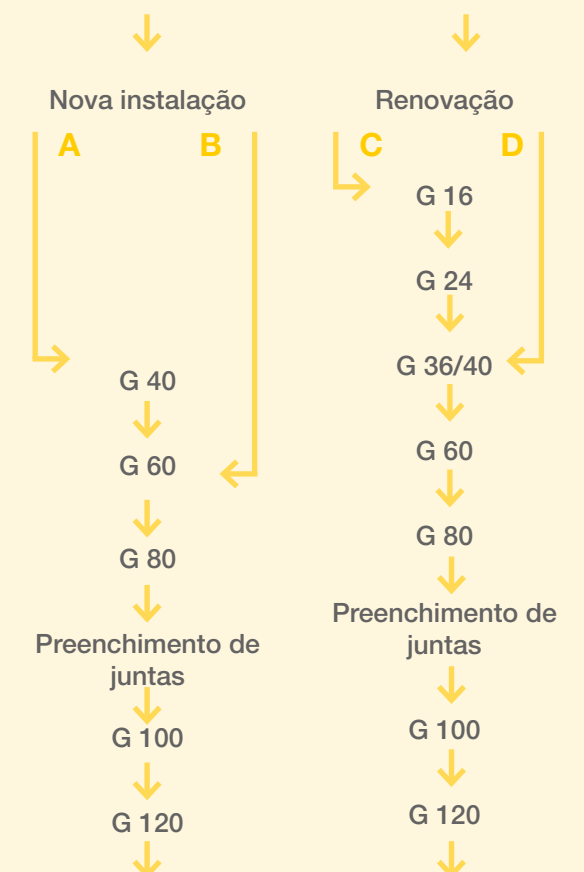 Nova instalação
A
B
G 40
G 60
G 80
Preenchimento de
juntas
G 100
G 120
Renovação
C
D
G 16
G 24
G 36/40
G 60
G 80
Preenchimento de
juntas
G 100
G 120